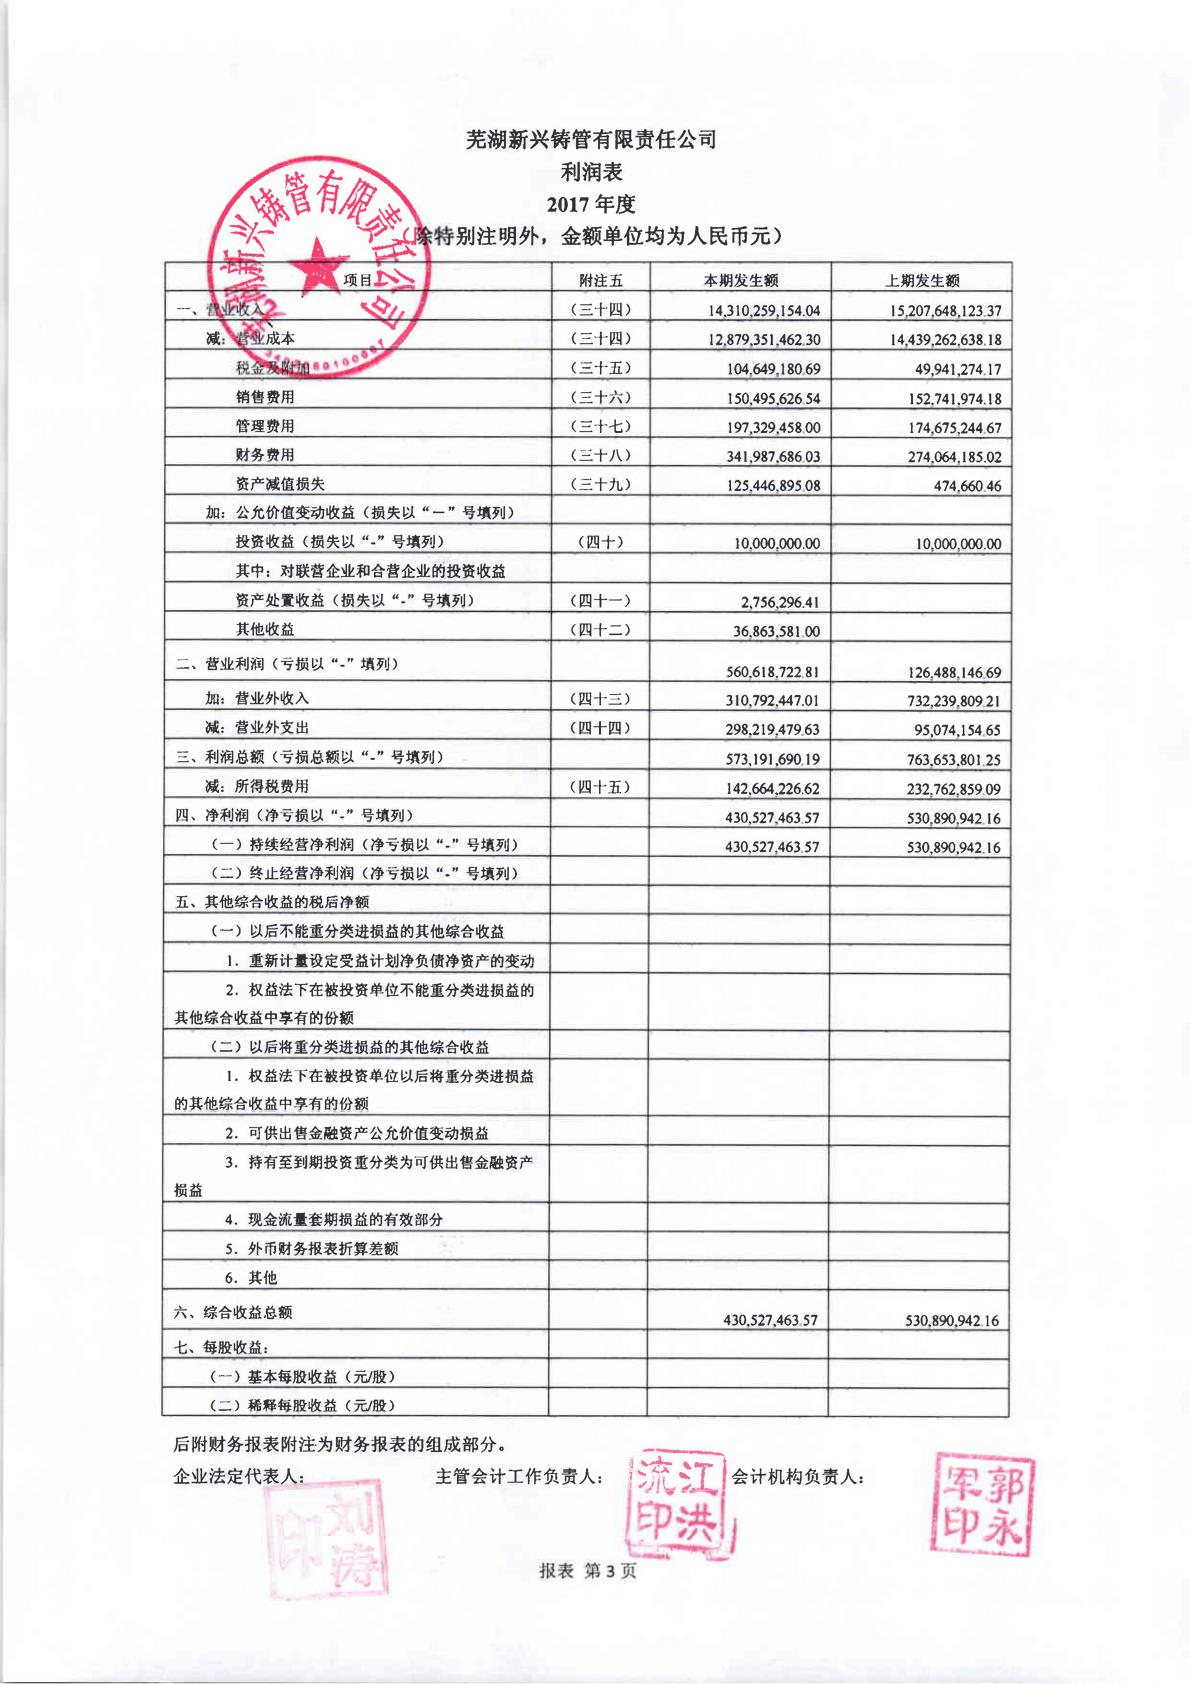 芜湖新兴铸管有限责任公司
利润表
2017 年度
（除特别注明外，金额单位均为人民币元）
芜湖新兴铸管有限责任公司
项目 附注五 本期发生额 上期发生额
一、营业收入 （三十四） 14,310,259,154.04 15,207,648,123.37
减：营业成本 （三十四） 12,879,351,462.30 14,439,262,638.18
税金及附加 （三十五） 104,649,180.69 49,941,274.17
销售费用 （三十六） 150,495,626.54 152,741,974.18
管理费用 （三十七） 197,329,458.00 174,675,244.67
财务费用 （三十八） 341,987,686.03 274,064,185.02
资产减值损失 （三十九） 125,446,895.08 474,660.46
加：公允价值变动收益（损失以“－”号填列）
投资收益（损失以“-”号填列） （四十） 10,000,000.00 10,000,000.00
其中：对联营企业和合营企业的投资收益
资产处置收益（损失以“-”号填列） （四十一） 2,756,296.41
其他收益 （四十二） 36,863,581.00
二、营业利润（亏损以“-”填列） 560,618,722.81 126,488,146.69
加：营业外收入 （四十三） 310,792,447.01 732,239,809.21
减：营业外支出 （四十四） 298,219,479.63 95,074,154.65
三、利润总额（亏损总额以“-”号填列） 573,191,690.19 763,653,801.25
减：所得税费用 （四十五） 142,664,226.62 232,762,859.09
四、净利润（净亏损以“-”号填列） 430,527,463.57 530,890,942.16
（一）持续经营净利润（净亏损以“-”号填列） 430,527,463.57 530,890,942.16
（二）终止经营净利润（净亏损以“-”号填列）
五、其他综合收益的税后净额
（一）以后不能重分类进损益的其他综合收益
1．重新计量设定受益计划净负债净资产的变动
2．权益法下在被投资单位不能重分类进损益的
其他综合收益中享有的份额
（二）以后将重分类进损益的其他综合收益
1．权益法下在被投资单位以后将重分类进损益
的其他综合收益中享有的份额
2．可供出售金融资产公允价值变动损益
3．持有至到期投资重分类为可供出售金融资产
损益
4．现金流量套期损益的有效部分
5．外币财务报表折算差额
6．其他
六、综合收益总额 430,527,463.57 530,890,942.16
七、每股收益：
（一）基本每股收益（元/股）
（二）稀释每股收益（元/股）
后附财务报表附注为财务报表的组成部分。
企业法定代表人： 主管会计工作负责人： 会计机构负责人：
刘涛印
江洪流印
郭永军印
报表 第 3 页